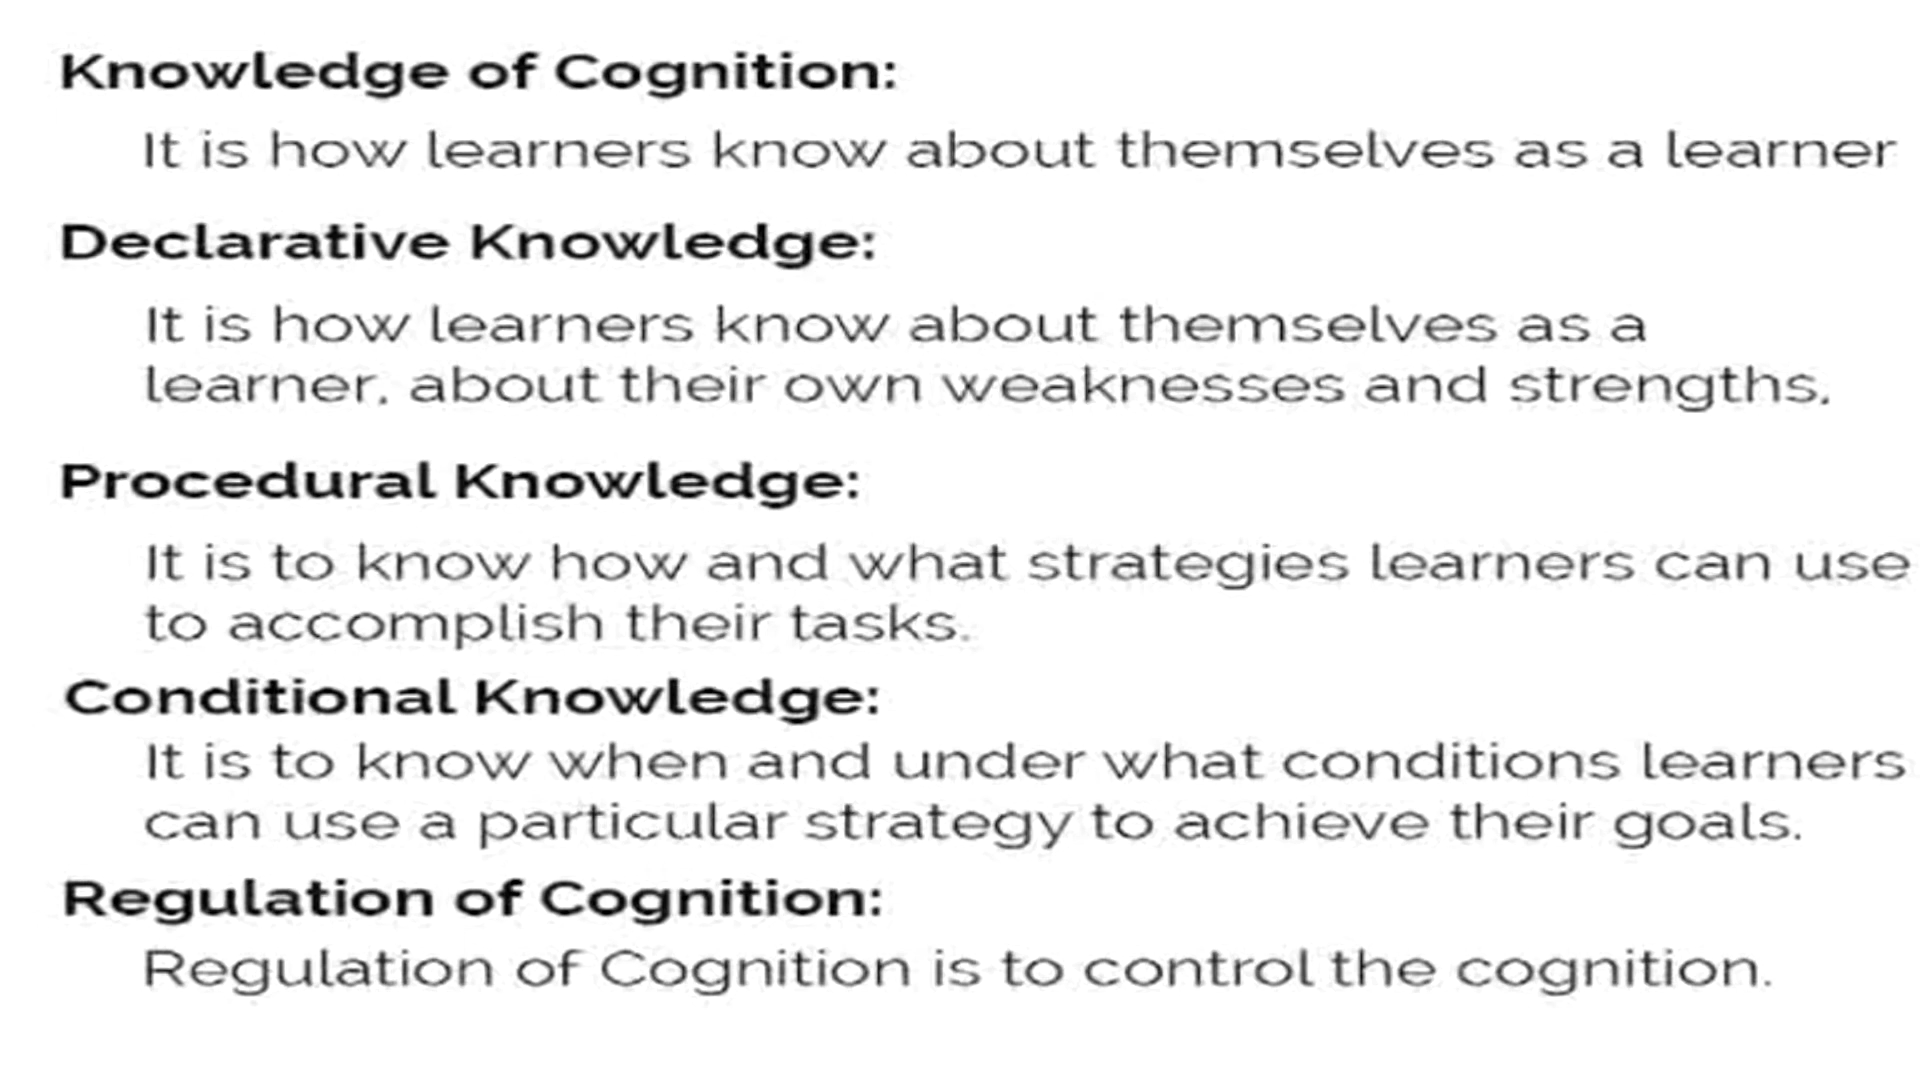 Knowledge of Cognition:
It is how learners know about themselves as a learner
Declarative Knowledge:
It is how learners know about themselves as a
learner, about their own weaknesses and strengths,
Procedural Knowledge:
It is to know how and what strategies learners can use
to accomplish their tasks.
Conditional Knowledge:
It is to know when and under what conditions learners
can use a particular strategy to achieve their goals.
Regulation of Cognition:
Regulation of Cognition is to control the cognition.